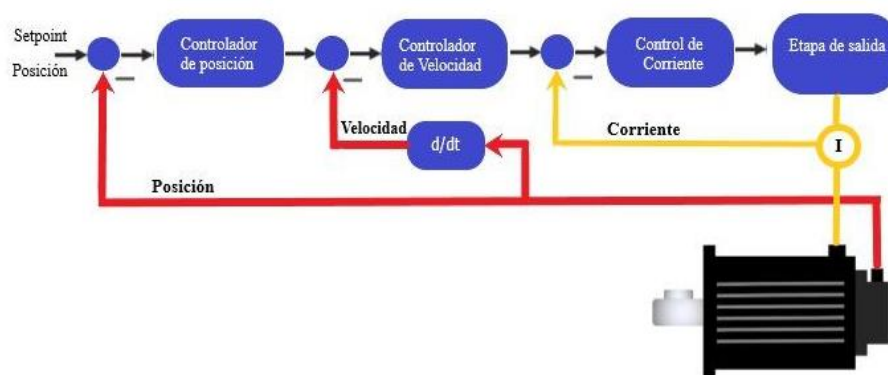 Setpoint
Posición
Controlador
de posición
Controlador
de Velocidad
Control de
Corriente
Etapa de salida
Velocidad
d/dt
Corriente
I
Posición